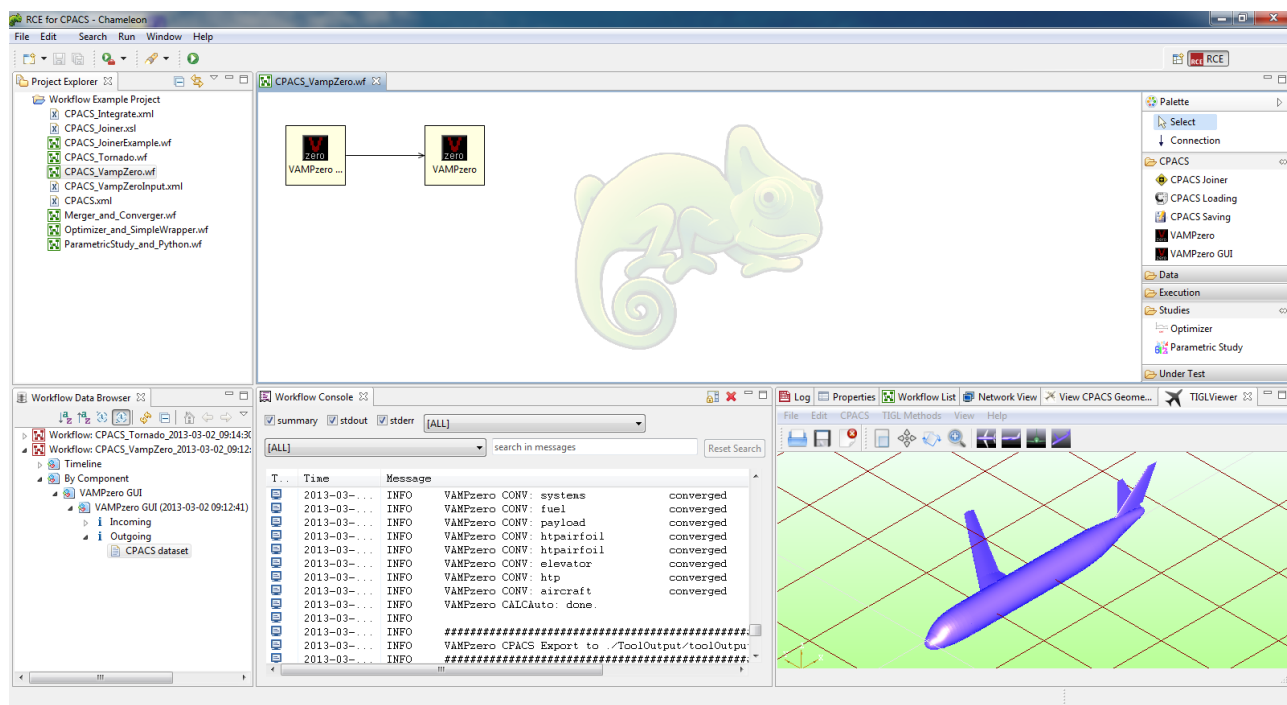 RCE for CPACS - Chameleon
File Edit Search Run Window Help
RCE RCE
Project Explorer
Workflow Example Project
CPACS_Integrate.xml
CPACS_Joiner.xsl
CPACS_JoinerExample.wf
CPACS_Tornado.wf
CPACS_VampZero.wf
CPACS_VampZeroInput.xml
CPACS.xml
Merger_and_Converger.wf
Optimizer_and_SimpleWrapper.wf
ParametricStudy_and_Python.wf
CPACS_VampZero.wf
zero
VAMPzero ...
zero
VAMPzero
Palette
Select
Connection
CPACS
CPACS Joiner
CPACS Loading
CPACS Saving
VAMPzero
VAMPzero GUI
Data
Execution
Studies
Optimizer
Parametric Study
Under Test
Workflow Data Browser
Workflow: CPACS_Tornado_2013-03-02_09:14:30
Workflow: CPACS_VampZero_2013-03-02_09:12:
Timeline
By Component
VAMPzero GUI
VAMPzero GUI (2013-03-02 09:12:41)
Incoming
Outgoing
CPACS dataset
Workflow Console
summary stdout stderr [ALL]
[ALL] search in messages Reset Search
T.. Time Message
2013-03-... INFO VAMPzero CONV: systems converged
2013-03-... INFO VAMPzero CONV: fuel converged
2013-03-... INFO VAMPzero CONV: payload converged
2013-03-... INFO VAMPzero CONV: htpairfoil converged
2013-03-... INFO VAMPzero CONV: htpairfoil converged
2013-03-... INFO VAMPzero CONV: elevator converged
2013-03-... INFO VAMPzero CONV: htp converged
2013-03-... INFO VAMPzero CONV: aircraft converged
2013-03-... INFO VAMPzero CALCAuto: done.
2013-03-... INFO
2013-03-... INFO ############################################
2013-03-... INFO VAMPzero CPACS Export to ./ToolOutput/toolOutpu
2013-03-... INFO ############################################
Log Properties Workflow List Network View View CPACS Geome... TIGLViewer
File Edit CPACS TIGL Methods View Help